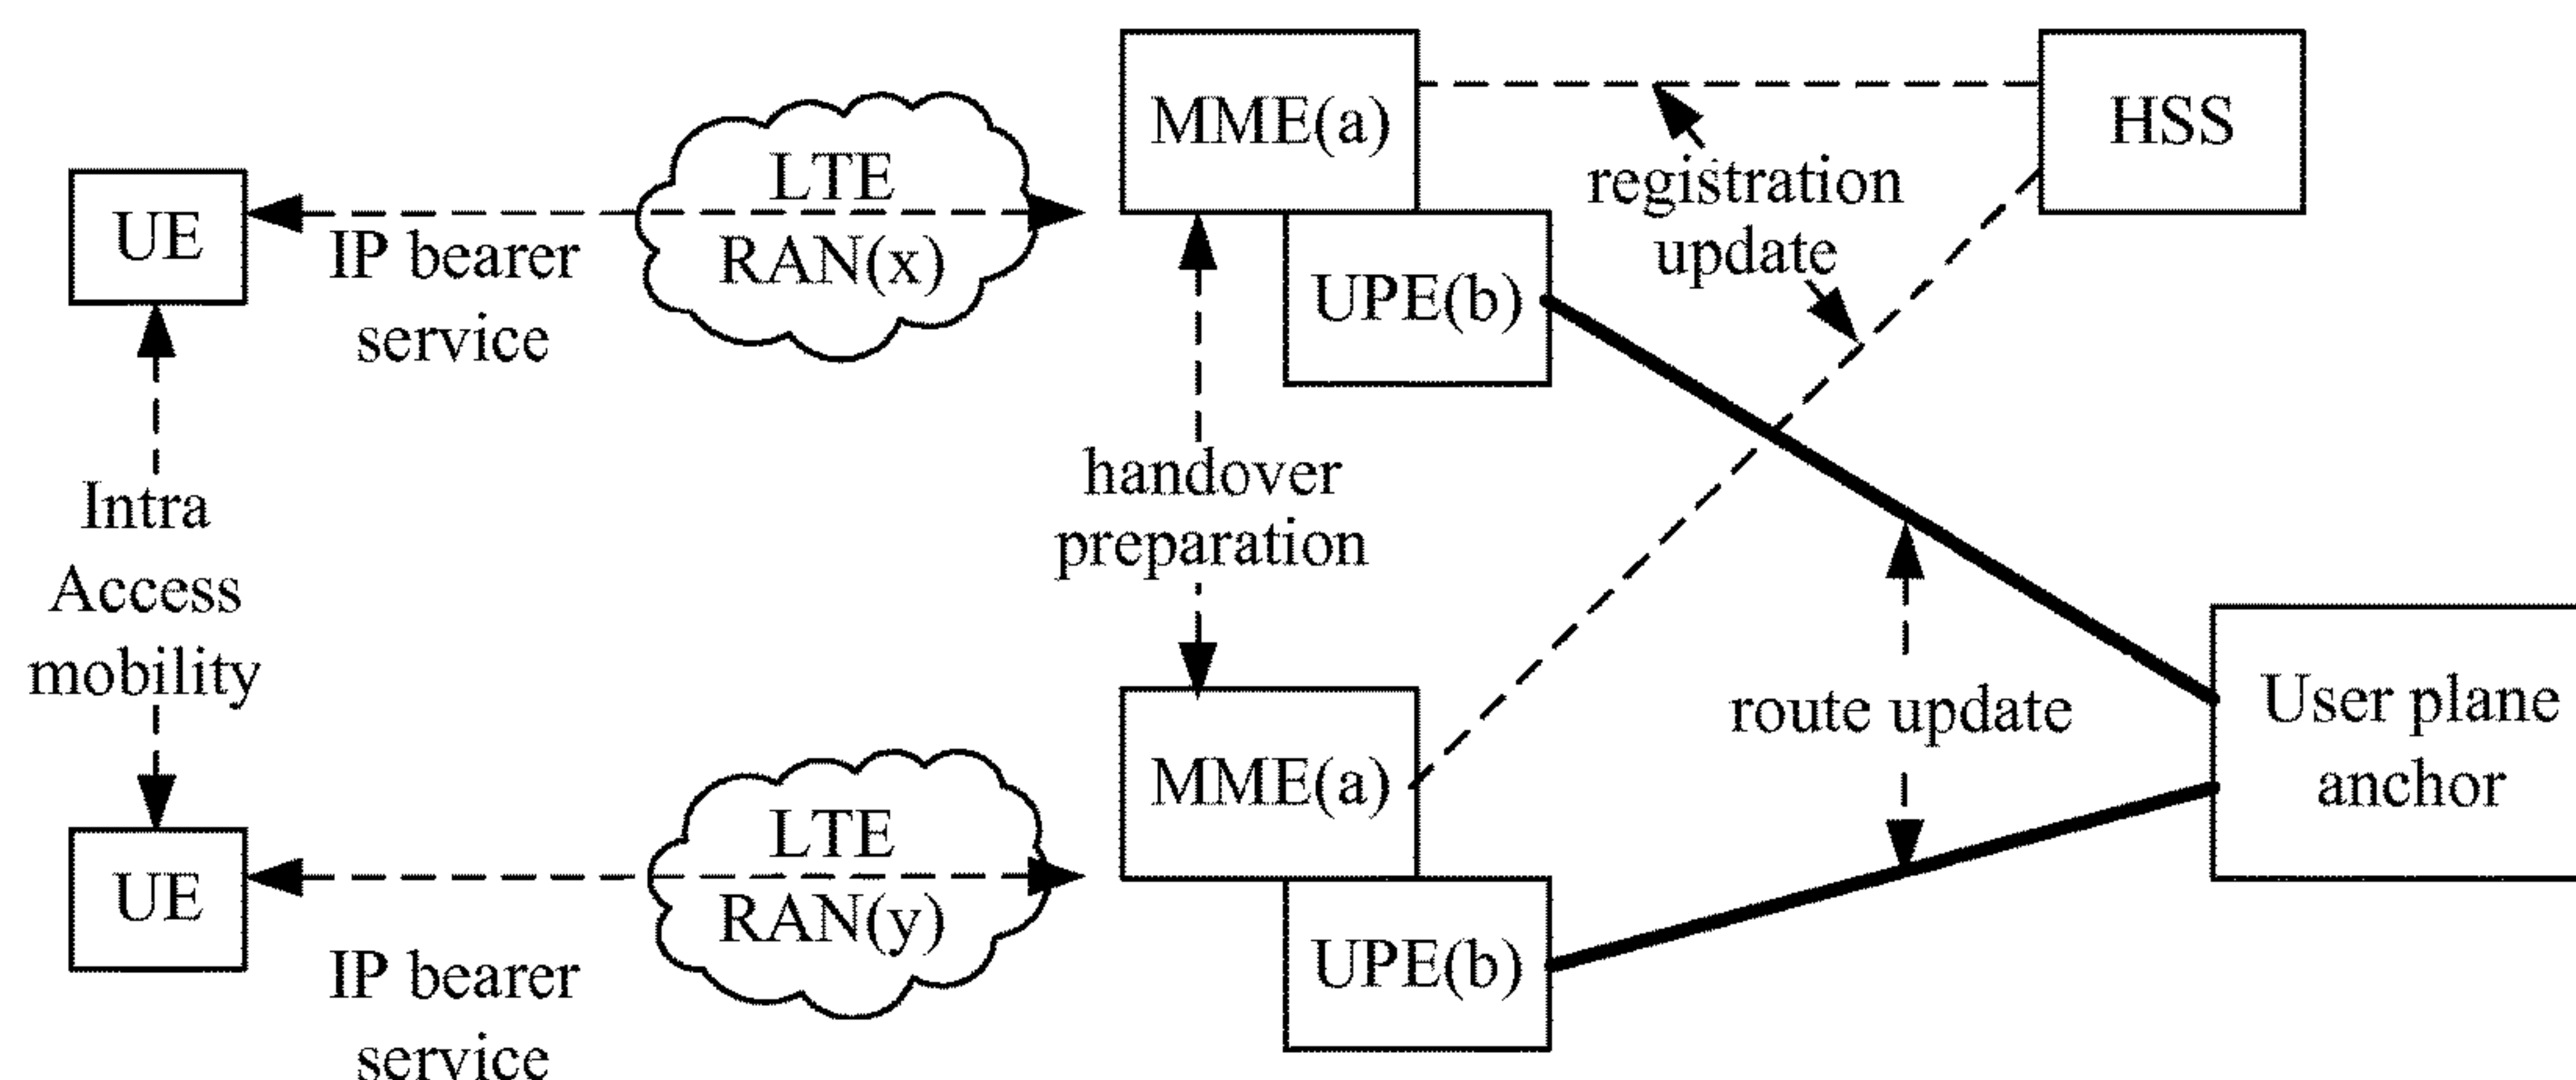 MME(a)
HSS
LTE
RAN(x)
UE
IP bearer
service
registration
update
UPE(b)
handover
preparation
Intra
Access
mobility
route update
User plane
anchor
MME(a)
LTE
RAN(y)
UE
IP bearer
service
UPE(b)